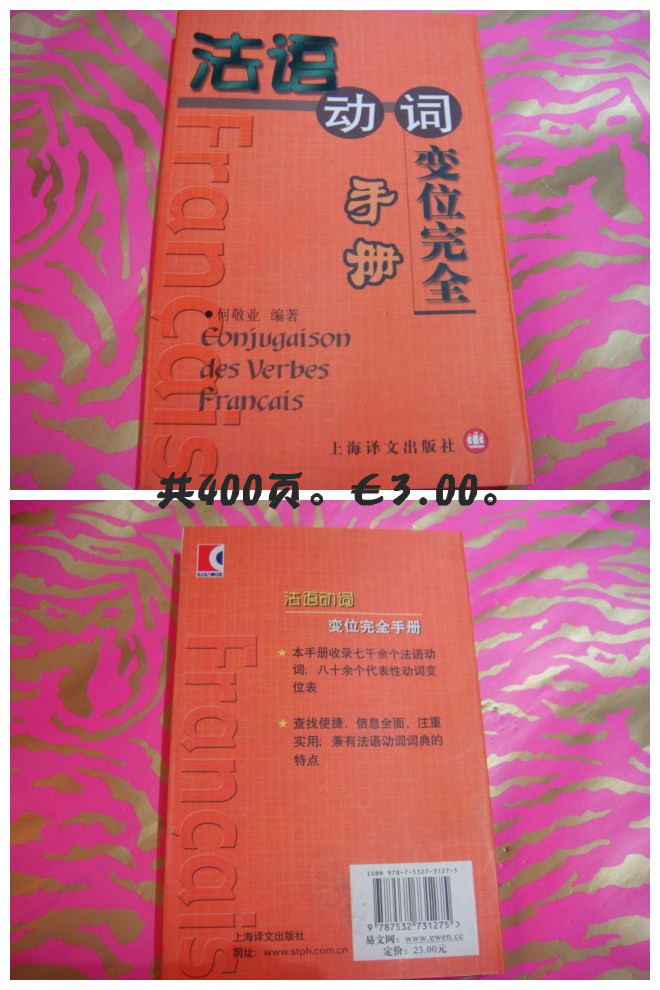 法语
动词
变位完全
手册
Français
●何敬业 编著
Conjugaison
des Verbes
Français
上海译文出版社
共400页。€3.00。
法语动词
变位完全手册
★ 本手册收录七千余个法语动
词；八十余个代表性动词变
位表
★ 查找便捷、信息全面、注重
实用；兼有法语动词词典的
特点
Français
ISBN 978-7-5327-3127-5
9 787532 731275 >
易文网：www.ewen.cc
定价：23.00元
上海译文出版社
网址：www.stph.com.cn